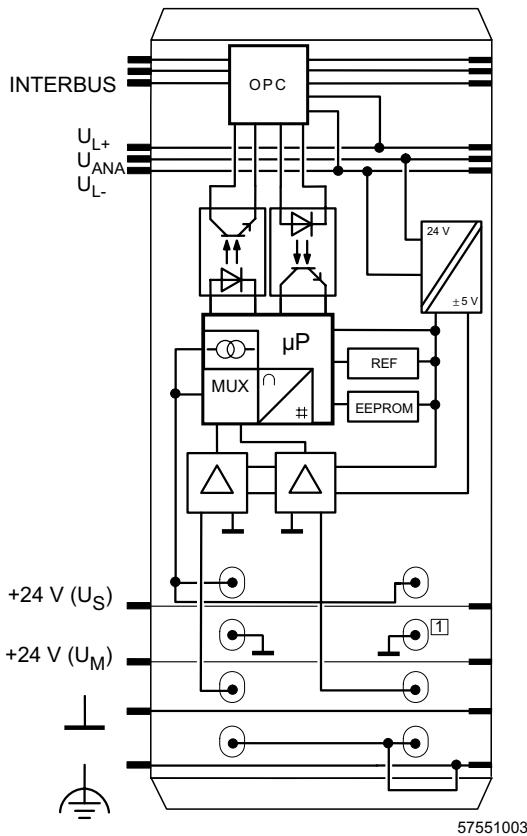 OPC
INTERBUS
U_L+
U_ANA
U_L-
24 V
± 5 V
µP
REF
MUX
∩
#
EEPROM
+24 V (U_S)
1
+24 V (U_M)
57551003